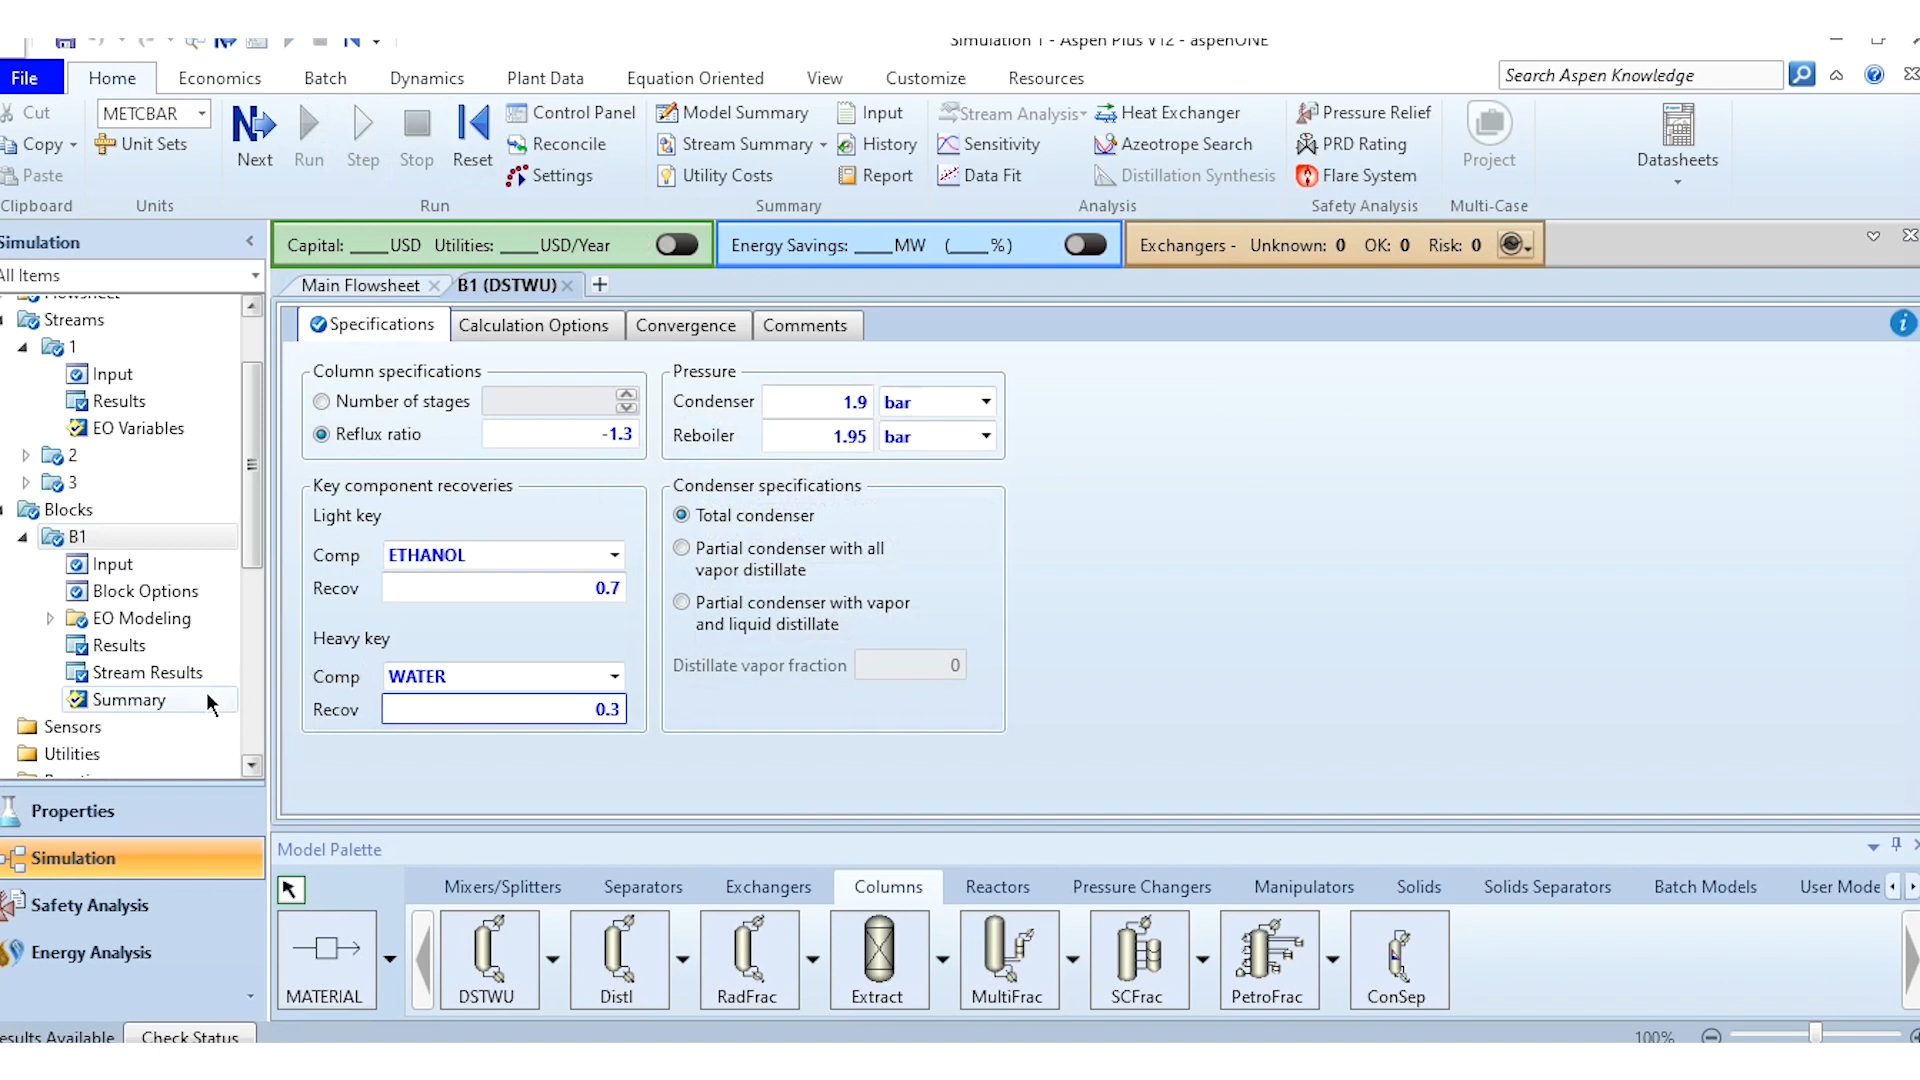 Simulation 1 - Aspen Plus V12 - aspenONE
File Home Economics Batch Dynamics Plant Data Equation Oriented View Customize Resources Search Aspen Knowledge
Cut METCBAR Control Panel Model Summary Input Stream Analysis Heat Exchanger Pressure Relief
Copy Unit Sets Next Run Step Stop Reset Reconcile Stream Summary History Sensitivity Azeotrope Search PRD Rating Project Datasheets
Paste Settings Utility Costs Report Data Fit Distillation Synthesis Flare System
Clipboard Units Run Summary Analysis Safety Analysis Multi-Case
Simulation Capital: ____USD Utilities: ____USD/Year Energy Savings: ____MW (____%) Exchangers - Unknown: 0 OK: 0 Risk: 0
All Items Main Flowsheet B1 (DSTWU)
Streams
1
Input
Results
EO Variables
2
3
Blocks
B1
Input
Block Options
EO Modeling
Results
Stream Results
Summary
Sensors
Utilities
Properties
Simulation
Safety Analysis
Energy Analysis
Specifications Calculation Options Convergence Comments
Column specifications
Number of stages
Reflux ratio -1.3
Pressure
Condenser 1.9 bar
Reboiler 1.95 bar
Key component recoveries
Light key
Comp ETHANOL
Recov 0.7
Heavy key
Comp WATER
Recov 0.3
Condenser specifications
Total condenser
Partial condenser with all
vapor distillate
Partial condenser with vapor
and liquid distillate
Distillate vapor fraction 0
Model Palette
Mixers/Splitters Separators Exchangers Columns Reactors Pressure Changers Manipulators Solids Solids Separators Batch Models User Mode
MATERIAL DSTWU Distl RadFrac Extract MultiFrac SCFrac PetroFrac ConSep
esults Available Check Status 100%